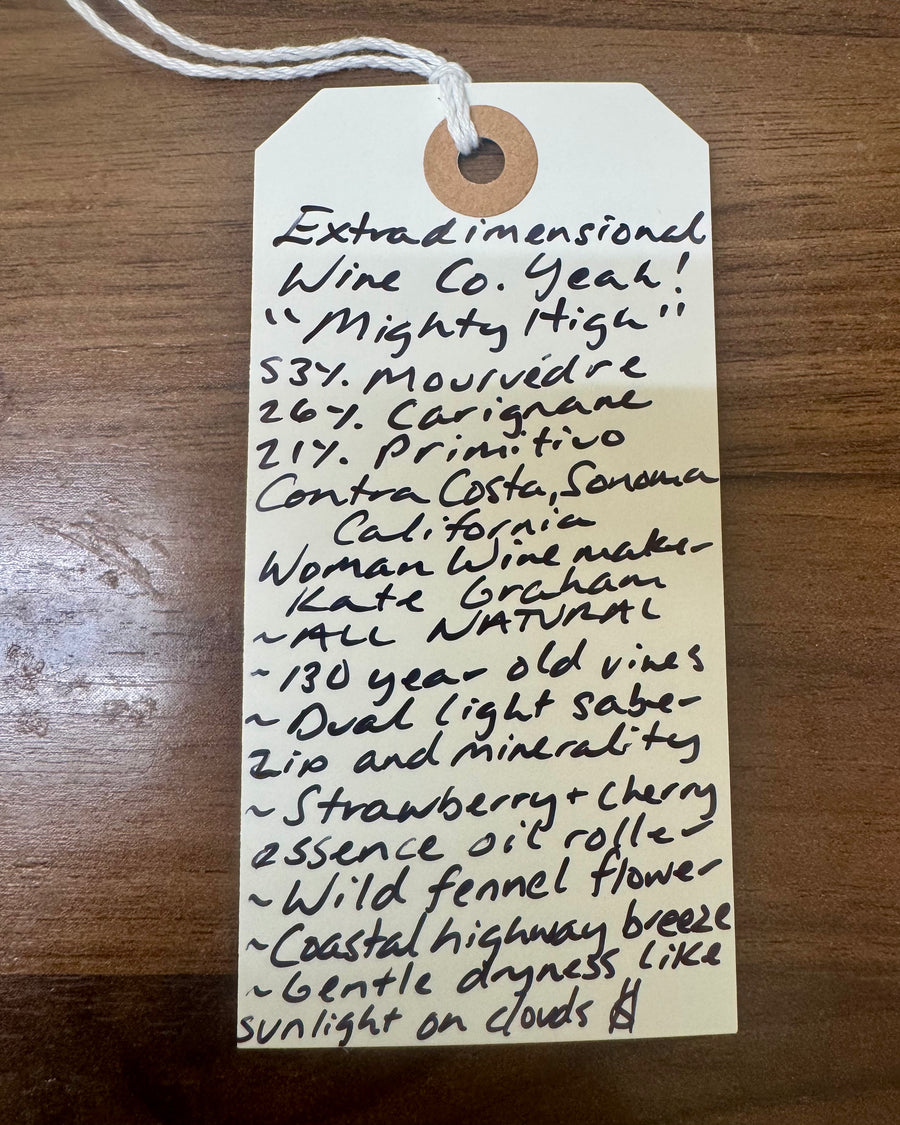 Extradimensional
Wine Co. Yeah!
"Mighty High"
53% Mourvédre
26% Carignane
21% Primitivo
Contra Costa, Sonoma
California
Woman Winemaker
Kate Graham
~ALL NATURAL
~130 year old vines
~Dual light saber
zip and minerality
~Strawberry + cherry
essence oil roller
~Wild fennel flower
~Coastal highway breeze
~Gentle dryness like
sunlight on clouds